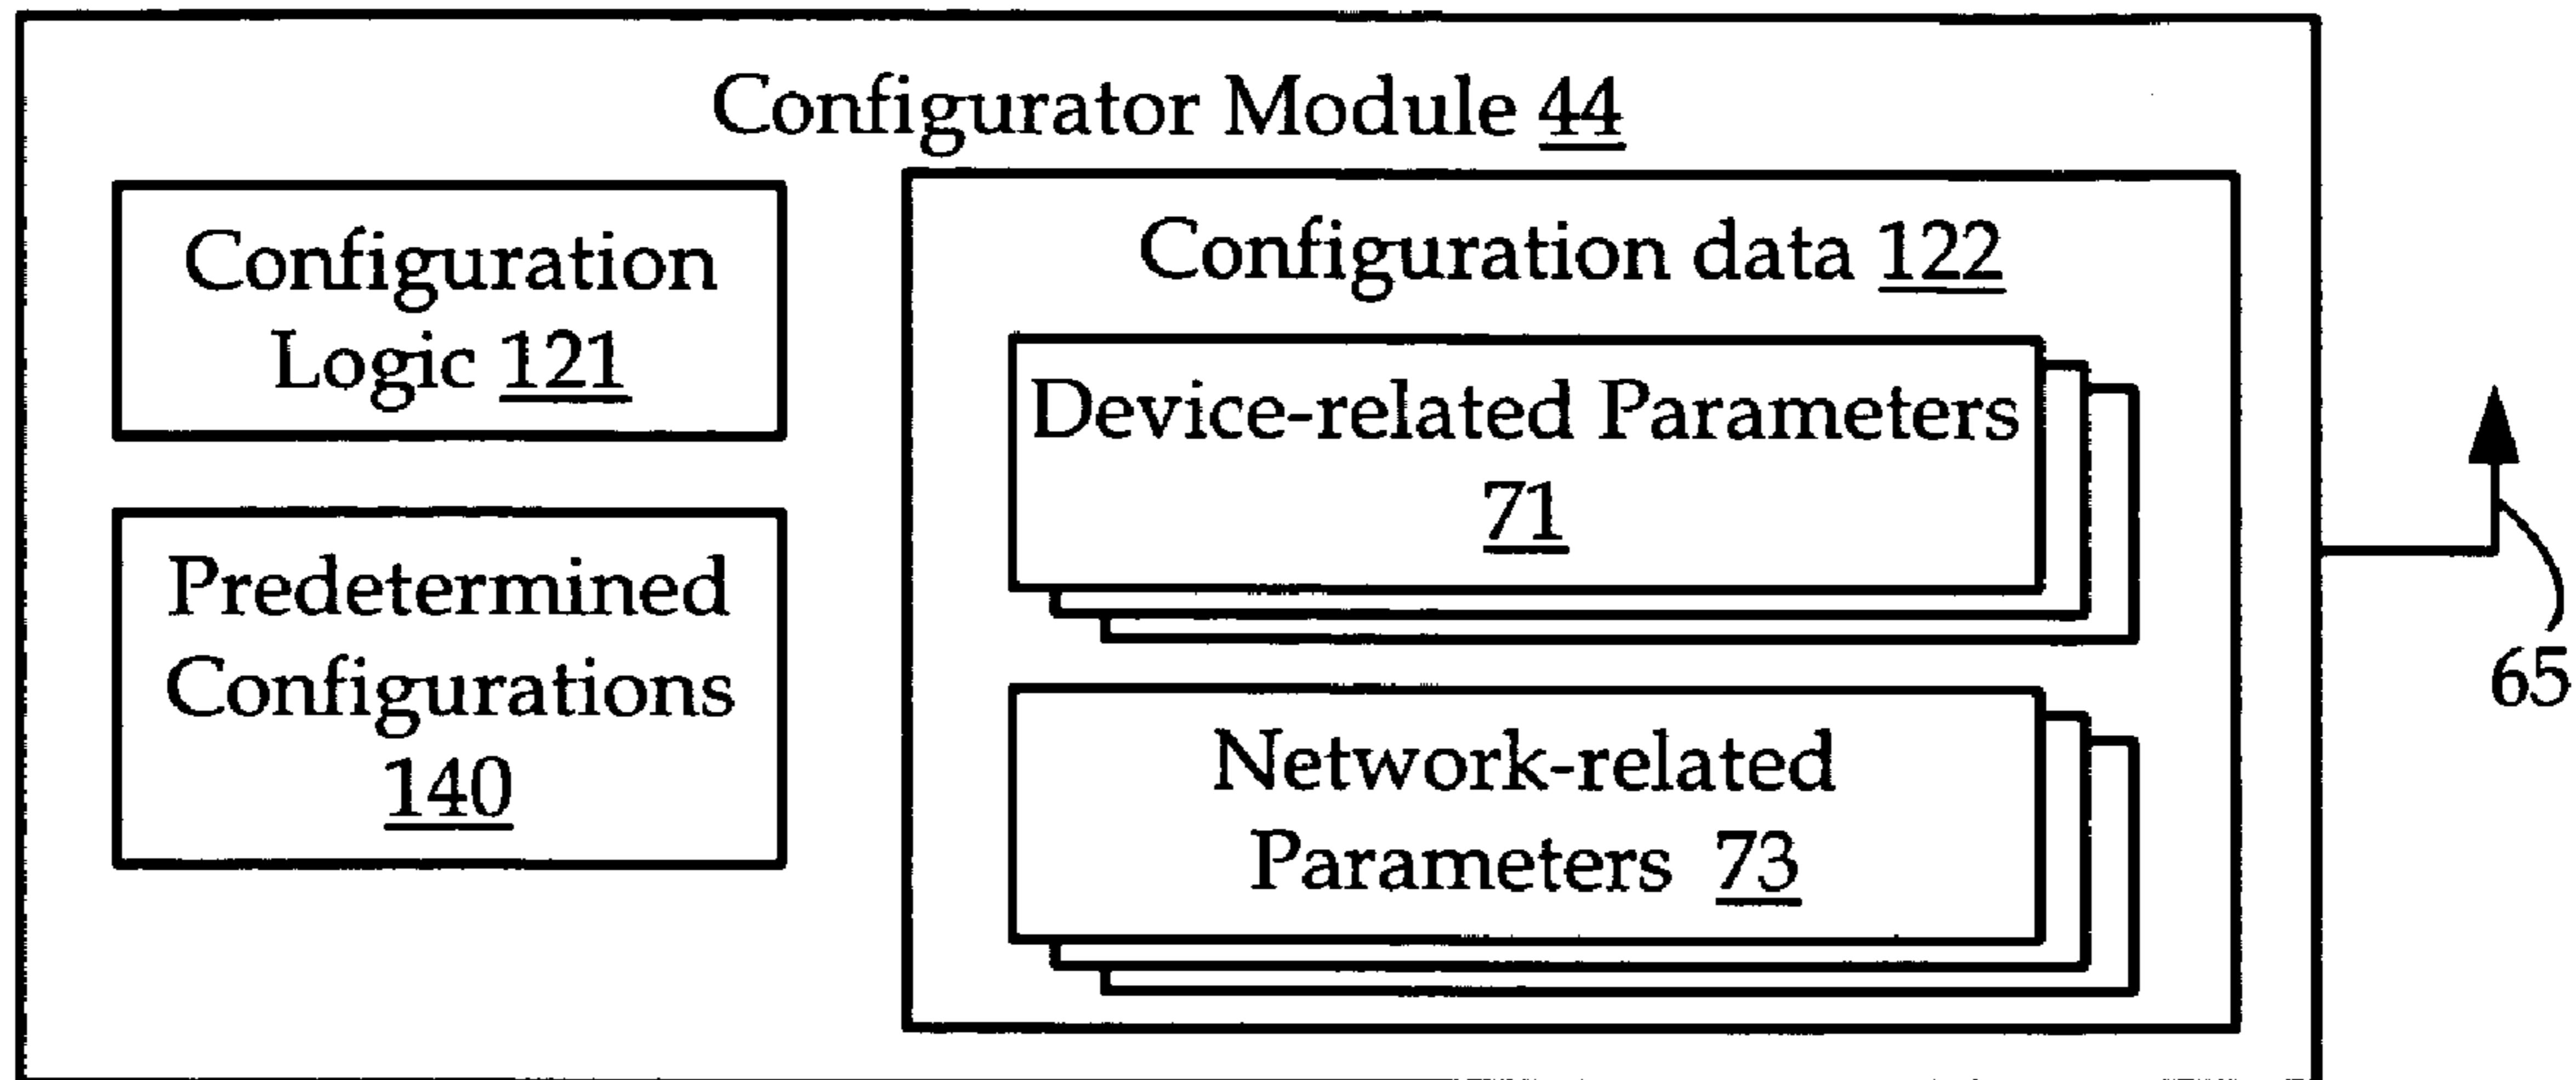 Configurator Module 44
Configuration
Logic 121
Predetermined
Configurations
140
Configuration data 122
Device-related Parameters
71
Network-related
Parameters 73
65